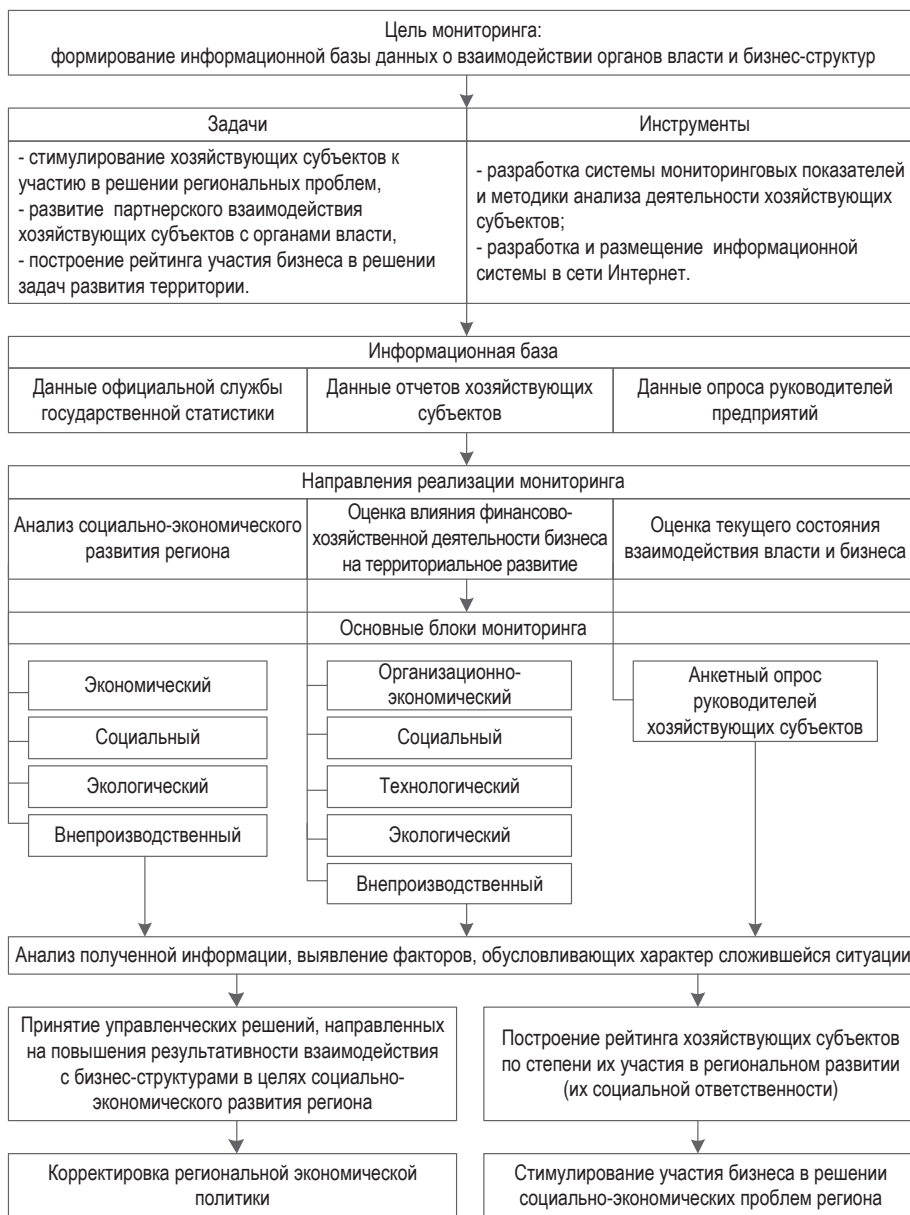 Цель мониторинга:
формирование информационной базы данных о взаимодействии органов власти и бизнес-структур
Задачи
- стимулирование хозяйствующих субъектов к
участию в решении региональных проблем,
- развитие партнерского взаимодействия
хозяйствующих субъектов с органами власти,
- построение рейтинга участия бизнеса в решении
задач развития территории.
Инструменты
- разработка системы мониторинговых показателей
и методики анализа деятельности хозяйствующих
субъектов;
- разработка и размещение информационной
системы в сети Интернет.
Информационная база
Данные официальной службы
государственной статистики
Данные отчетов хозяйствующих
субъектов
Данные опроса руководителей
предприятий
Направления реализации мониторинга
Анализ социально-экономического
развития региона
Оценка влияния финансово-
хозяйственной деятельности бизнеса
на территориальное развитие
Оценка текущего состояния
взаимодействия власти и бизнеса
Основные блоки мониторинга
Экономический
Социальный
Экологический
Внепроизводственный
Организационно-
экономический
Социальный
Технологический
Экологический
Внепроизводственный
Анкетный опрос
руководителей
хозяйствующих субъектов
Анализ полученной информации, выявление факторов, обусловливающих характер сложившейся ситуации
Принятие управленческих решений, направленных
на повышения результативности взаимодействия
с бизнес-структурами в целях социально-
экономического развития региона
Построение рейтинга хозяйствующих субъектов
по степени их участия в региональном развитии
(их социальной ответственности)
Корректировка региональной экономической
политики
Стимулирование участия бизнеса в решении
социально-экономических проблем региона